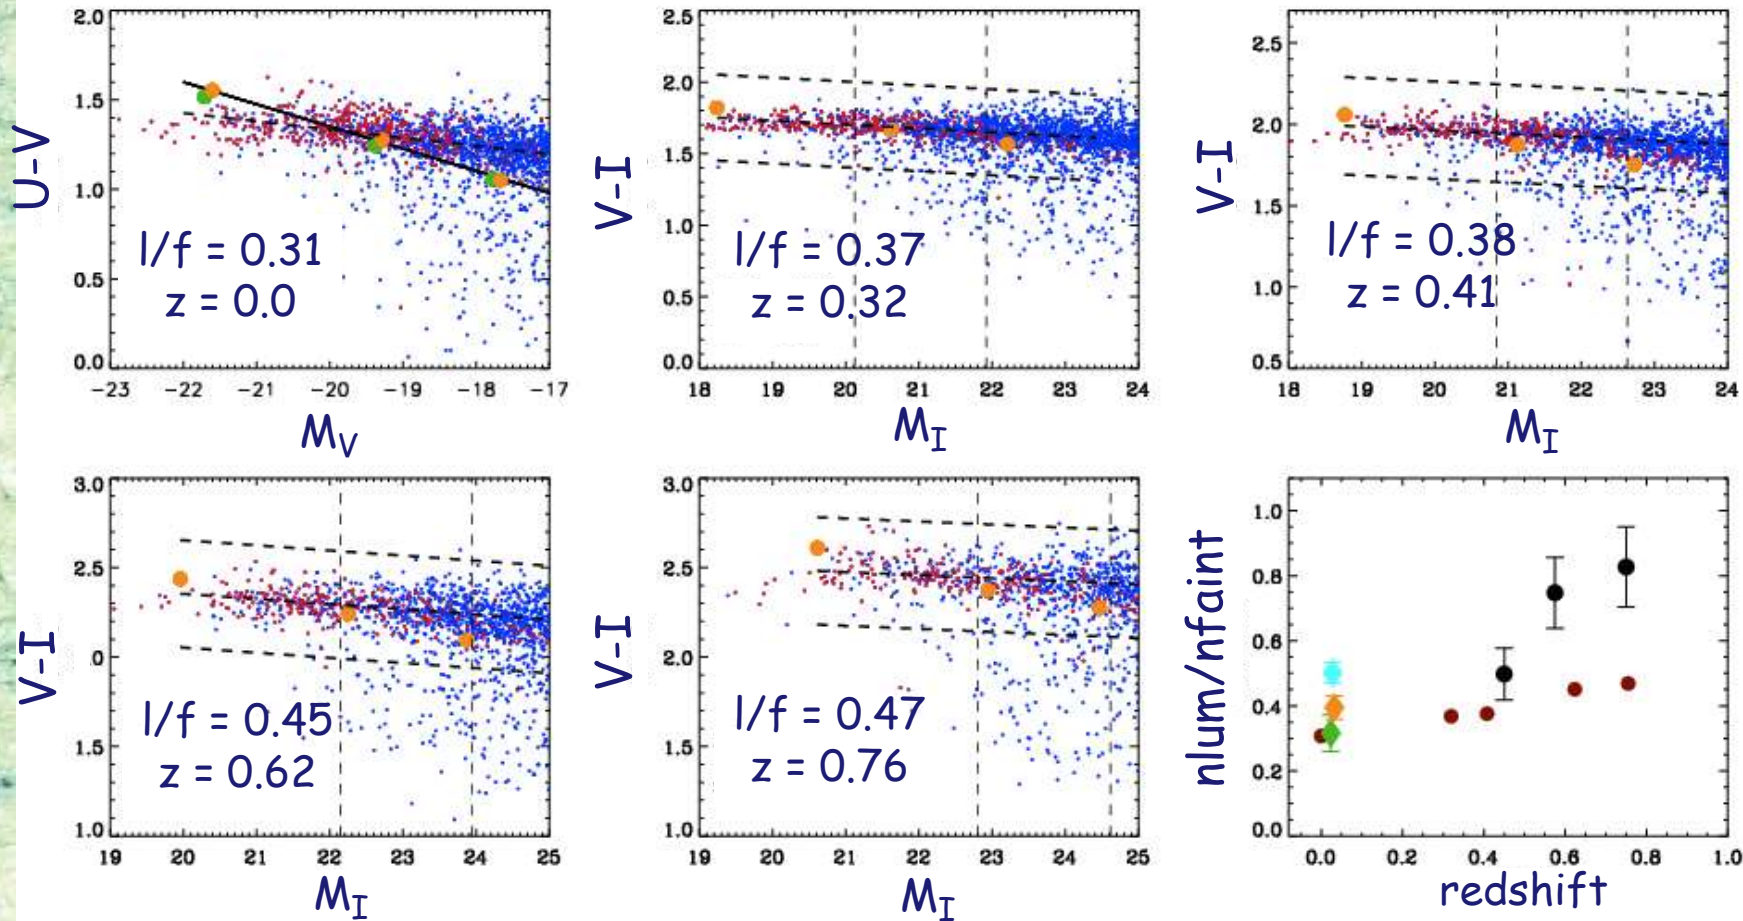 2.0
1.5
1.0
0.5
0.0
U-V
l/f = 0.31
z = 0.0
-23 -22 -21 -20 -19 -18 -17
M_V
2.5
2.0
1.5
1.0
0.5
0.0
V-I
l/f = 0.37
z = 0.32
18 19 20 21 22 23 24
M_I
2.5
2.0
1.5
1.0
0.5
V-I
l/f = 0.38
z = 0.41
18 19 20 21 22 23 24
M_I
3.0
2.5
0
1.5
1.0
V-I
l/f = 0.45
z = 0.62
19 20 21 22 23 24 25
M_I
3.0
2.5
2.0
1.5
1.0
V-I
l/f = 0.47
z = 0.76
19 20 21 22 23 24 25
M_I
1.0
0.8
0.6
0.4
0.2
0.0
nlum/nfaint
0.0 0.2 0.4 0.6 0.8 1.0
redshift